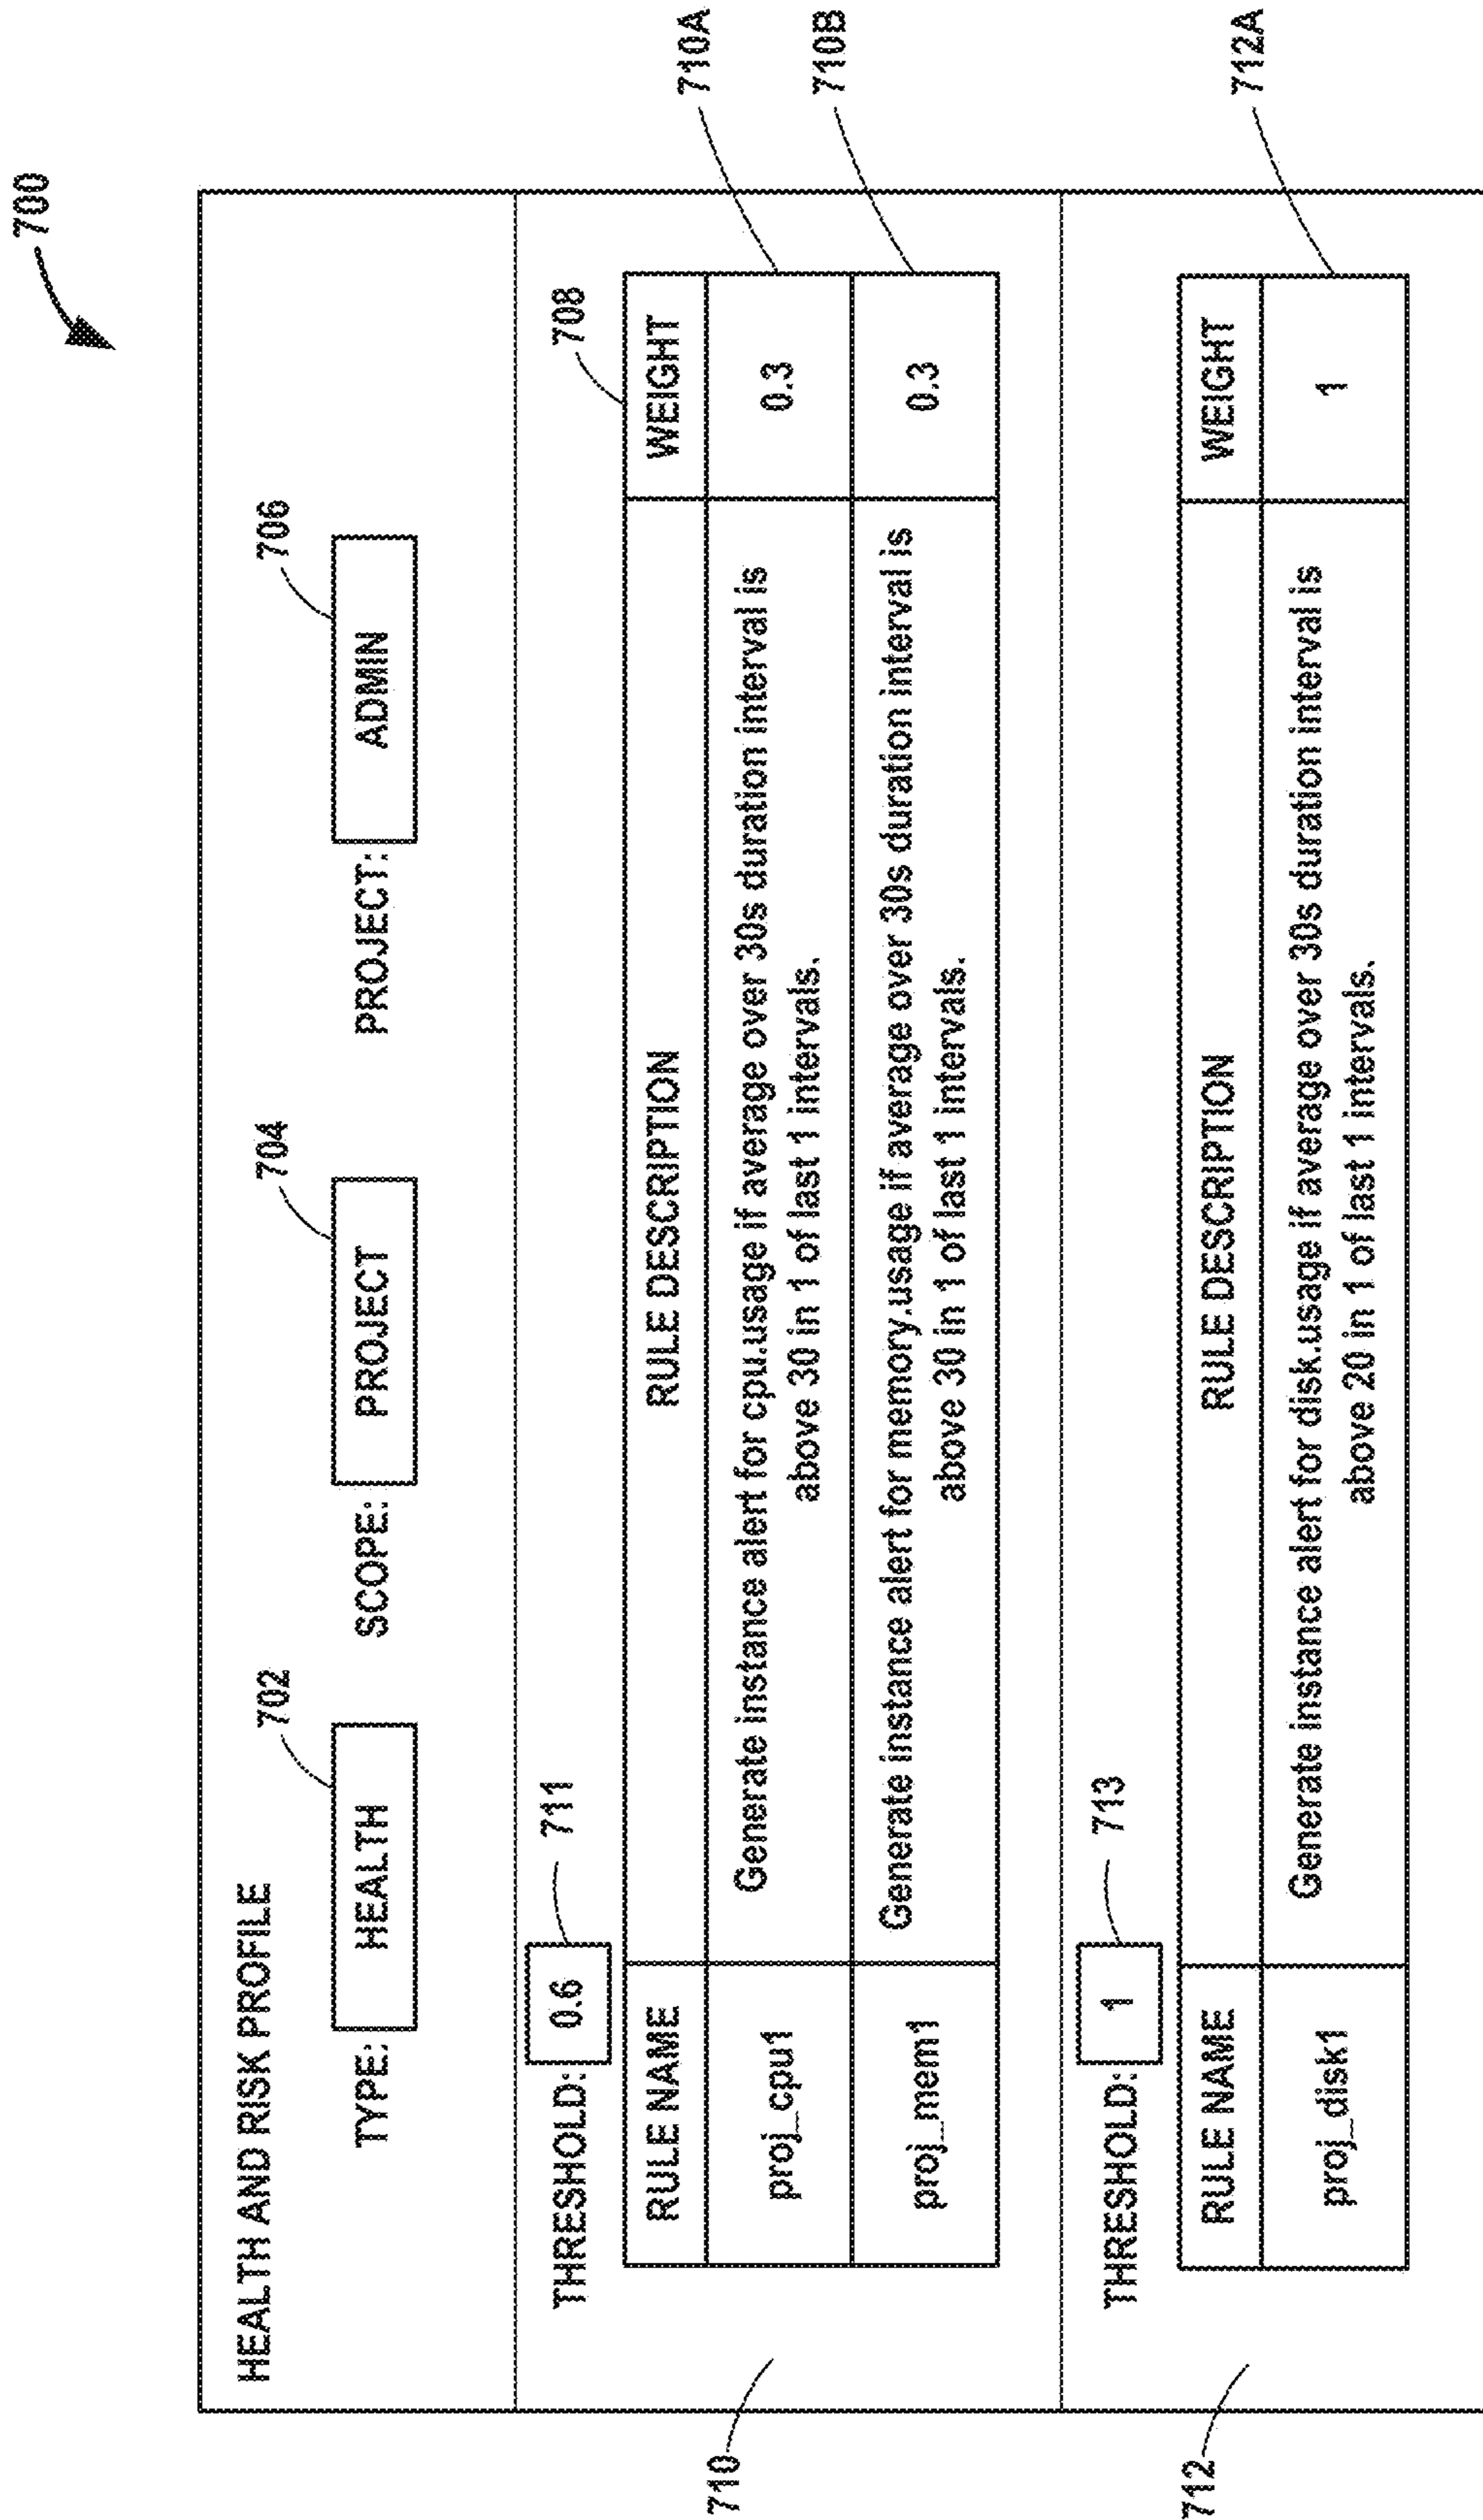 700
HEALTH AND RISK PROFILE
702
704
706
TYPE: HEALTH SCOPE: PROJECT PROJECT: ADMIN
711
THRESHOLD: 0.6
708
RULE NAME RULE DESCRIPTION WEIGHT
proj_cpu1 Generate instance alert for cpu.usage if average over 30s duration interval is 0.3
above 30 in 1 of last 1 intervals.
710A
proj_mem1 Generate instance alert for memory.usage if average over 30s duration interval is 0.3
above 30 in 1 of last 1 intervals.
710B
710
713
THRESHOLD: 1
RULE NAME RULE DESCRIPTION WEIGHT
proj_disk1 Generate instance alert for disk.usage if average over 30s duration interval is 1
above 20 in 1 of last 1 intervals.
712A
712